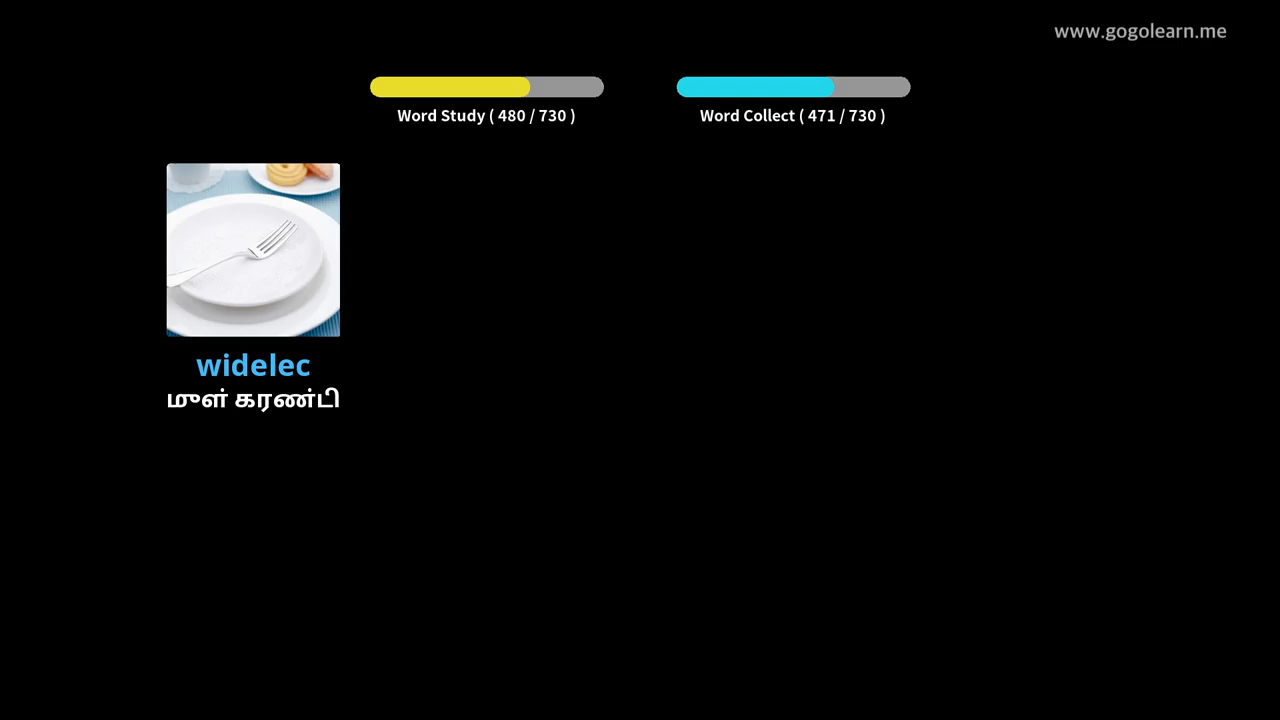 www.gogolearn.me
Word Study ( 480 / 730 )
Word Collect ( 471 / 730 )
widelec
முள் கரண்டி